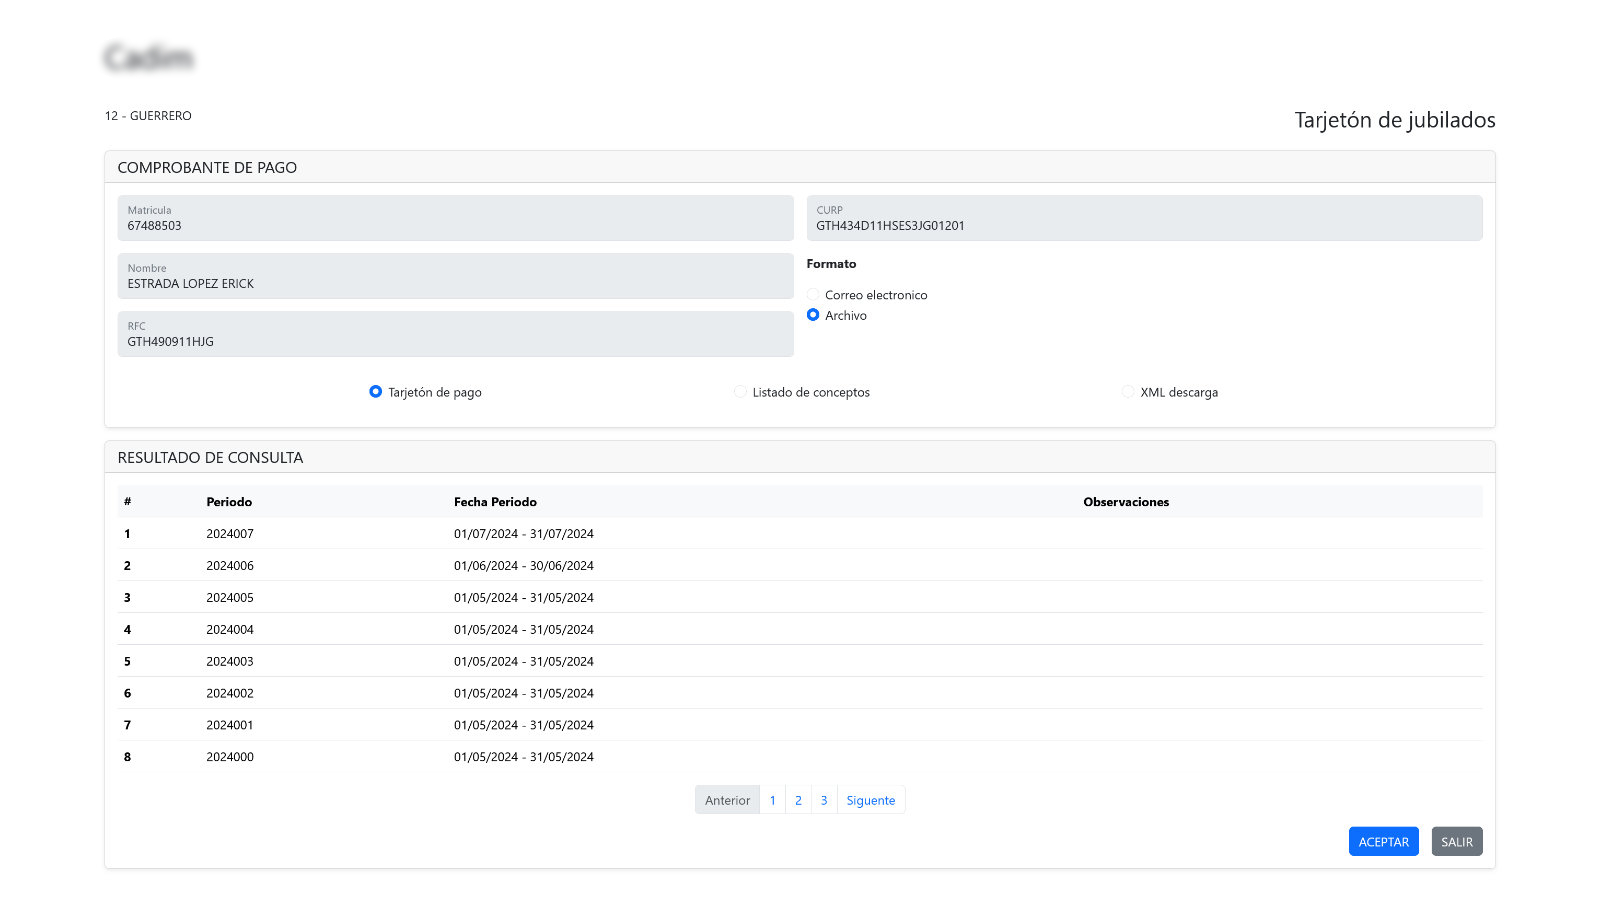 12 - GUERRERO
Tarjetón de jubilados
COMPROBANTE DE PAGO
Matricula
67488503
CURP
GTH434D11HSES3JG01201
Nombre
ESTRADA LOPEZ ERICK
Formato
Correo electronico
Archivo
RFC
GTH490911HJG
Tarjetón de pago
Listado de conceptos
XML descarga
RESULTADO DE CONSULTA
# Periodo Fecha Periodo Observaciones
1 2024007 01/07/2024 - 31/07/2024
2 2024006 01/06/2024 - 30/06/2024
3 2024005 01/05/2024 - 31/05/2024
4 2024004 01/05/2024 - 31/05/2024
5 2024003 01/05/2024 - 31/05/2024
6 2024002 01/05/2024 - 31/05/2024
7 2024001 01/05/2024 - 31/05/2024
8 2024000 01/05/2024 - 31/05/2024
Anterior 1 2 3 Siguente
ACEPTAR SALIR